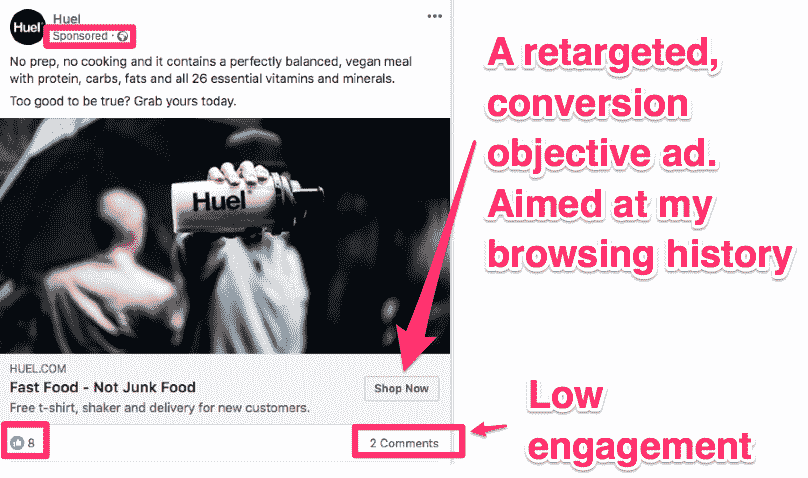 Huel
Huel
Sponsored ·
No prep, no cooking and it contains a perfectly balanced, vegan meal
with protein, carbs, fats and all 26 essential vitamins and minerals.
Too good to be true? Grab yours today.
Huel
HUEL.COM
Fast Food - Not Junk Food
Free t-shirt, shaker and delivery for new customers.
Shop Now
8
2 Comments
A retargeted,
conversion
objective ad.
Aimed at my
browsing history
Low
engagement